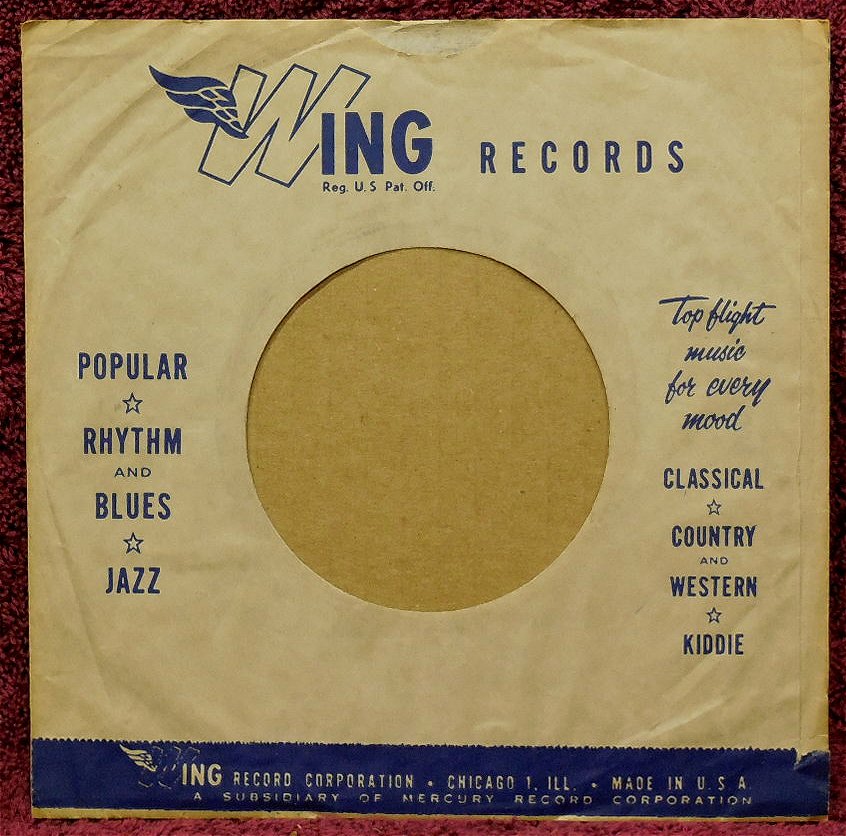 WING RECORDS
Reg. U.S Pat. Off.
POPULAR
☆
RHYTHM
AND
BLUES
☆
JAZZ
Top flight
music
for every
mood
CLASSICAL
☆
COUNTRY
AND
WESTERN
☆
KIDDIE
WING RECORD CORPORATION • CHICAGO 1, ILL. • MADE IN U.S.A.
A SUBSIDIARY OF MERCURY RECORD CORPORATION